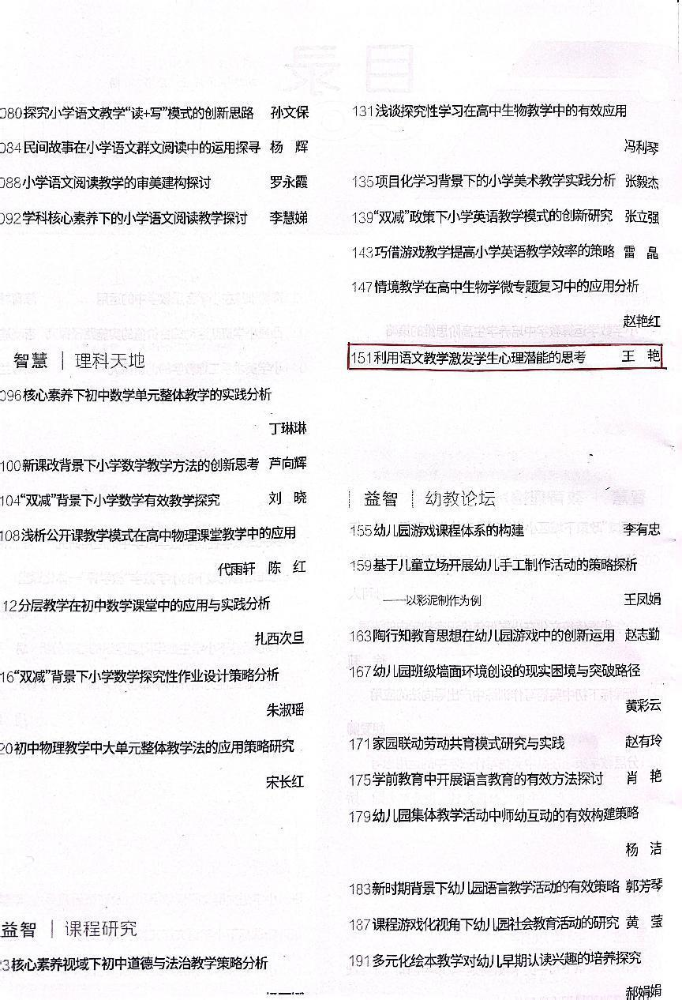 目录
080探究小学语文教学“读+写”模式的创新思路 孙文保
084民间故事在小学语文群文阅读中的运用探寻 杨 辉
088小学语文阅读教学的审美建构探讨 罗永霞
092学科核心素养下的小学语文阅读教学探讨 李慧娣
智慧 | 理科天地
096核心素养下初中数学单元整体教学的实践分析
丁琳琳
100新课改背景下小学数学教学方法的创新思考 芦向辉
104“双减”背景下小学数学有效教学探究 刘 晓
108浅析公开课教学模式在高中物理课堂教学中的应用
代雨轩 陈 红
12分层教学在初中数学课堂中的应用与实践分析
扎西次旦
16“双减”背景下小学数学探究性作业设计策略分析
朱淑瑶
20初中物理教学中大单元整体教学法的应用策略研究
宋长红
益智 | 课程研究
23核心素养视域下初中道德与法治教学策略分析
131浅谈探究性学习在高中生物教学中的有效应用
冯利琴
135项目化学习背景下的小学美术教学实践分析 张毅杰
139“双减”政策下小学英语教学模式的创新研究 张立强
143巧借游戏教学提高小学英语教学效率的策略 雷 晶
147情境教学在高中生物学微专题复习中的应用分析
赵艳红
151利用语文教学激发学生心理潜能的思考 王 艳
益智 | 幼教论坛
155幼儿园游戏课程体系的构建 李有忠
159基于儿童立场开展幼儿手工制作活动的策略探析
——以彩泥制作为例 王凤娟
163陶行知教育思想在幼儿园游戏中的创新运用 赵志勤
167幼儿园班级墙面环境创设的现实困境与突破路径
黄彩云
171家园联动劳动共育模式研究与实践 赵有玲
175学前教育中开展语言教育的有效方法探讨 肖 艳
179幼儿园集体教学活动中师幼互动的有效构建策略
杨 洁
183新时期背景下幼儿园语言教学活动的有效策略 郭芳琴
187课程游戏化视角下幼儿园社会教育活动的研究 黄 莹
191多元化绘本教学对幼儿早期认读兴趣的培养探究
郝娟娟